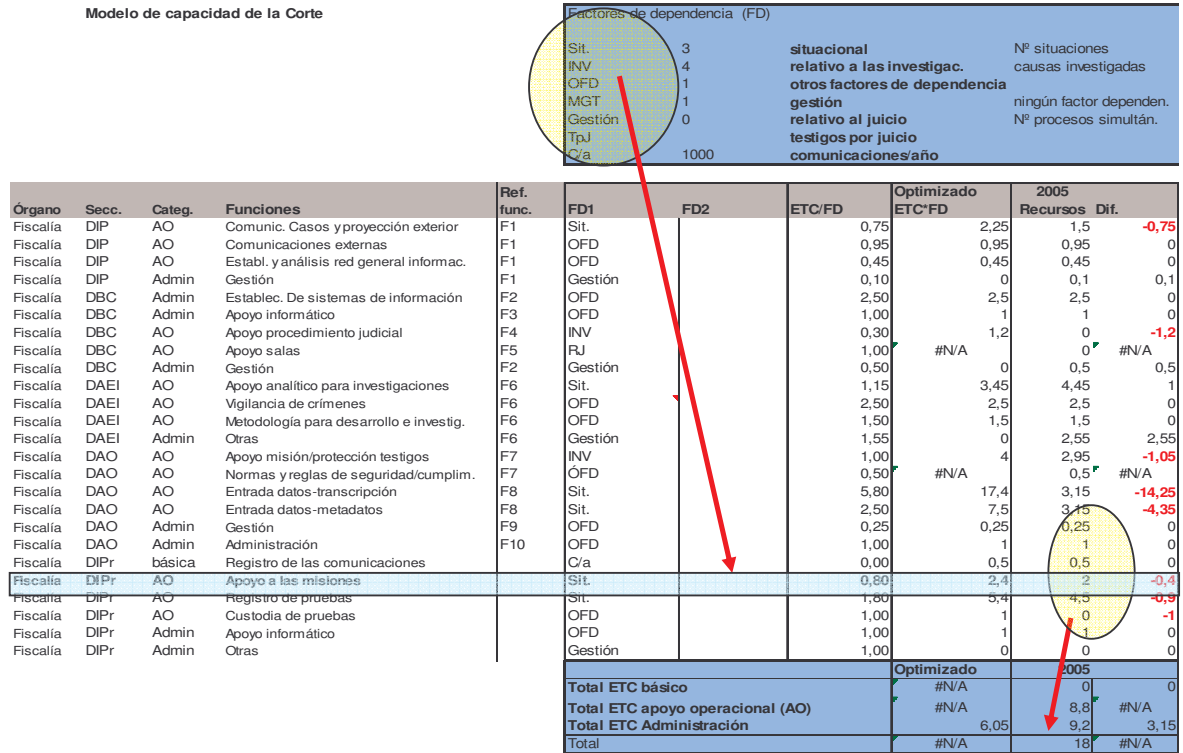 Modelo de capacidad de la Corte
Factores de dependencia (FD)
Sit. 3 situacional Nº situaciones
INV 4 relativo a las investigac. causas investigadas
OFD 1 otros factores de dependencia
MGT 1 gestión ningún factor dependen.
Gestión 0 relativo al juicio Nº procesos simultán.
TpJ testigos por juicio
C/a 1000 comunicaciones/año
Ref. Optimizado 2005
Órgano Secc. Categ. Funciones func. FD1 FD2 ETC/FD ETC*FD Recursos Dif.
Fiscalía DIP AO Comunic. Casos y proyección exterior F1 Sit. 0,75 2,25 1,5 -0,75
Fiscalía DIP AO Comunicaciones externas F1 OFD 0,95 0,95 0,95 0
Fiscalía DIP AO Establ. y análisis red general informac. F1 OFD 0,45 0,45 0,45 0
Fiscalía DIP Admin Gestión F1 Gestión 0,10 0 0,1 0,1
Fiscalía DBC Admin Establec. De sistemas de información F2 OFD 2,50 2,5 2,5 0
Fiscalía DBC Admin Apoyo informático F3 OFD 1,00 1 1 0
Fiscalía DBC AO Apoyo procedimiento judicial F4 INV 0,30 1,2 0 -1,2
Fiscalía DBC AO Apoyo salas F5 RJ 1,00 #N/A 0 #N/A
Fiscalía DBC Admin Gestión F2 Gestión 0,50 0 0,5 0,5
Fiscalía DAEI AO Apoyo analítico para investigaciones F6 Sit. 1,15 3,45 4,45 1
Fiscalía DAEI AO Vigilancia de crímenes F6 OFD 2,50 2,5 2,5 0
Fiscalía DAEI AO Metodología para desarrollo e investig. F6 OFD 1,50 1,5 1,5 0
Fiscalía DAEI Admin Otras F6 Gestión 1,55 0 2,55 2,55
Fiscalía DAO AO Apoyo misión/protección testigos F7 INV 1,00 4 2,95 -1,05
Fiscalía DAO AO Normas y reglas de seguridad/cumplim. F7 ÓFD 0,50 #N/A 0,5 #N/A
Fiscalía DAO AO Entrada datos-transcripción F8 Sit. 5,80 17,4 3,15 -14,25
Fiscalía DAO AO Entrada datos-metadatos F8 Sit. 2,50 7,5 3,15 -4,35
Fiscalía DAO Admin Gestión F9 OFD 0,25 0,25 0,25 0
Fiscalía DAO Admin Administración F10 OFD 1,00 1 1 0
Fiscalía DIPr básica Registro de las comunicaciones C/a 0,00 0,5 0,5 0
Fiscalía DIPr AO Apoyo a las misiones Sit. 0,80 2,4 2 -0,4
Fiscalía DIPr AO Registro de pruebas Sit. 1,80 5,4 4,5 -0,9
Fiscalía DIPr AO Custodia de pruebas OFD 1,00 1 0 -1
Fiscalía DIPr Admin Apoyo informático OFD 1,00 1 1 0
Fiscalía DIPr Admin Otras Gestión 1,00 0 0 0
Optimizado 2005
Total ETC básico #N/A 0 0
Total ETC apoyo operacional (AO) #N/A 8,8 #N/A
Total ETC Administración 6,05 9,2 3,15
Total #N/A 18 #N/A